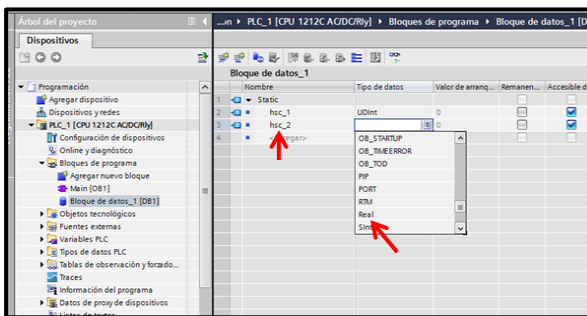 Árbol del proyecto
...n ▸ PLC_1 [CPU 1212C AC/DC/Rly] ▸ Bloques de programa ▸ Bloque de datos_1 [D
Dispositivos
Bloque de datos_1
Nombre Tipo de datos Valor de arranq... Remanen... Accesible d
1 Static
2 hsc_1 UDInt 0
3 hsc_2 0
4
OB_STARTUP
OB_TIMEERROR
OB_TOD
PIP
PORT
RTM
Real
Programación
Agregar dispositivo
Dispositivos y redes
PLC_1 [CPU 1212C AC/DC/Rly]
Configuración de dispositivos
Online y diagnóstico
Bloques de programa
Agregar nuevo bloque
Main [OB1]
Bloque de datos_1 [DB1]
Objetos tecnológicos
Fuentes externas
Variables PLC
Tipos de datos PLC
Tablas de observación y forzado...
Traces
Información del programa
Datos de proxy de dispositivos